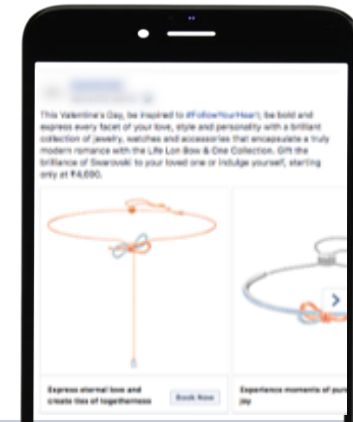 This Valentine's Day, be inspired to #FollowYourHeart; be bold and
express every facet of your love, style and personality with a brilliant
collection of jewelry, watches and accessories that encapsulate a truly
modern romance with the Life Lon Bow & One Collection. Gift the
brilliance of Swarovski to your loved one or indulge yourself, starting
only at ₹4,690.
Express eternal love and
create ties of togetherness
Book Now
Experience moments of pure
joy